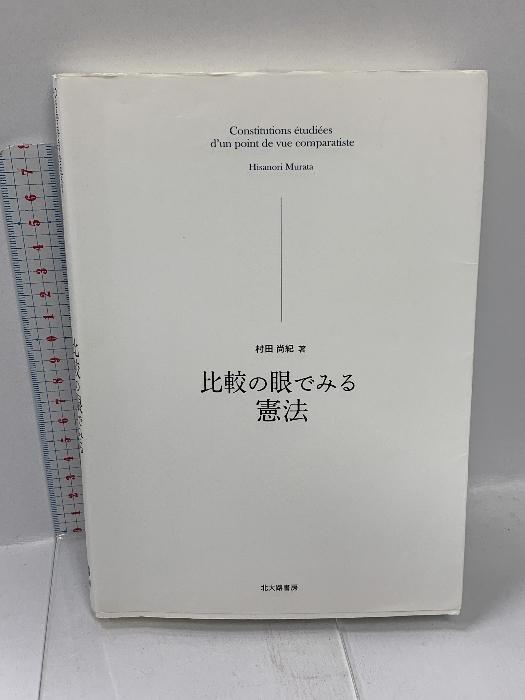 Constitutions étudiées
d'un point de vue comparatiste
Hisanori Murata
村田 尚紀 著
比較の眼でみる
憲法
北大路書房